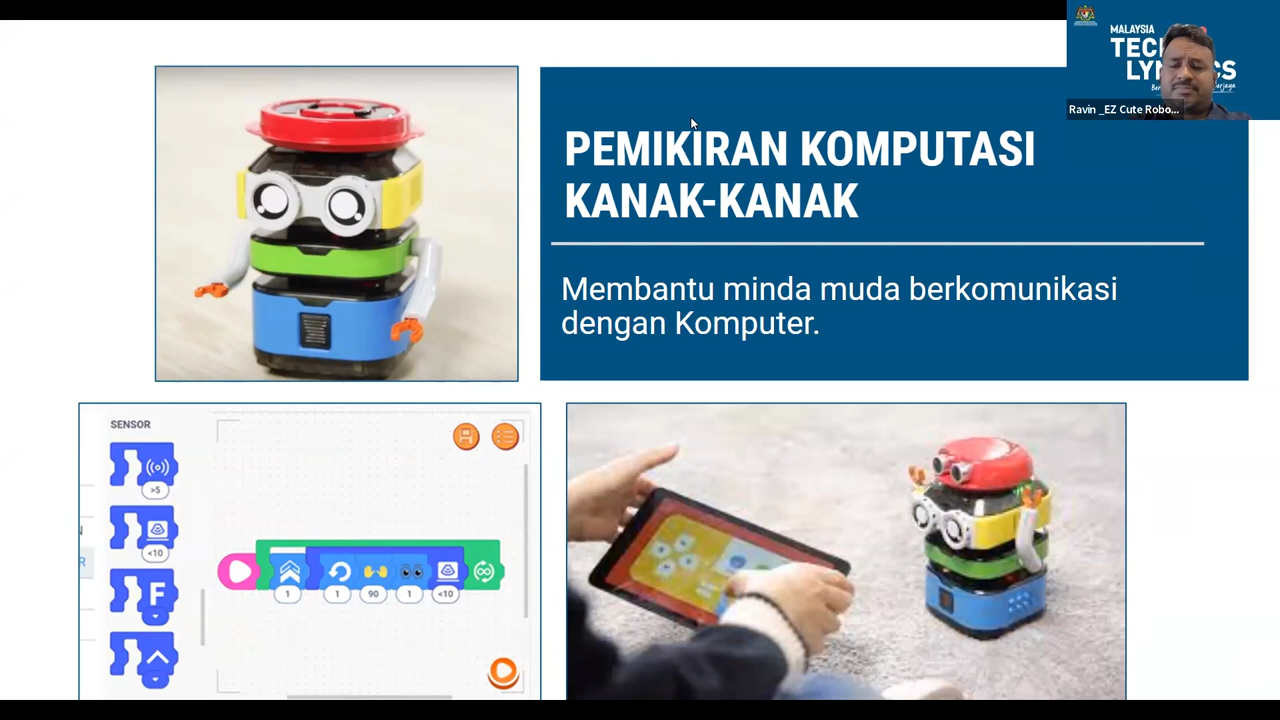 MALAYSIA
Ravin _EZ Cute Robo...
PEMIKIRAN KOMPUTASI
KANAK-KANAK
Membantu minda muda berkomunikasi
dengan Komputer.
SENSOR
>5
<10
F
1
1
90
1
<10